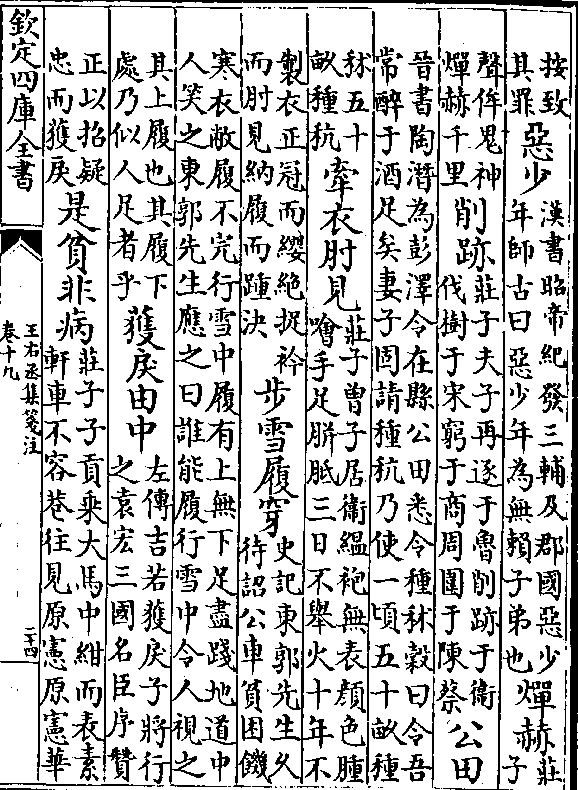 按致
其罪
惡少
漢書昭帝紀發三輔及郡國惡少
年師古曰惡少年為無賴子弟也
燀赫
莊
子
聲侔鬼神
燀赫千里
削跡
莊子夫子再逐于魯削跡于衞
伐樹于宋窮于商周圍于陳蔡
公田
晉書陶潛為彭澤令在縣公田悉令種秫穀曰令吾
常醉于酒足矣妻子固請種秔乃使一頃五十畝種
秫五十
畝種秔
牽衣肘見
莊子曽子居衞縕袍無表顔色腫
噲手足胼胝三日不舉火十年不
製衣正冠而纓絶捉衿
而肘見納履而踵決
步雪履穿
史記東郭先生久
待詔公車貧困饑
寒衣敝履不完行雪中履有上無下足盡踐地道中
人笑之東郭先生應之曰誰能履行雪中令人視之
其上履也其履下
處乃似人足者乎
獲戾由中
左傳吉若獲戾子將行
之袁宏三國名臣序贊
正以招疑
忠而獲戾
是貧非病
莊子子貢乗大馬中紺而表素
軒車不容巷往見原憲原憲華
欽定四庫全書
王右丞集箋注
卷十九
二十四